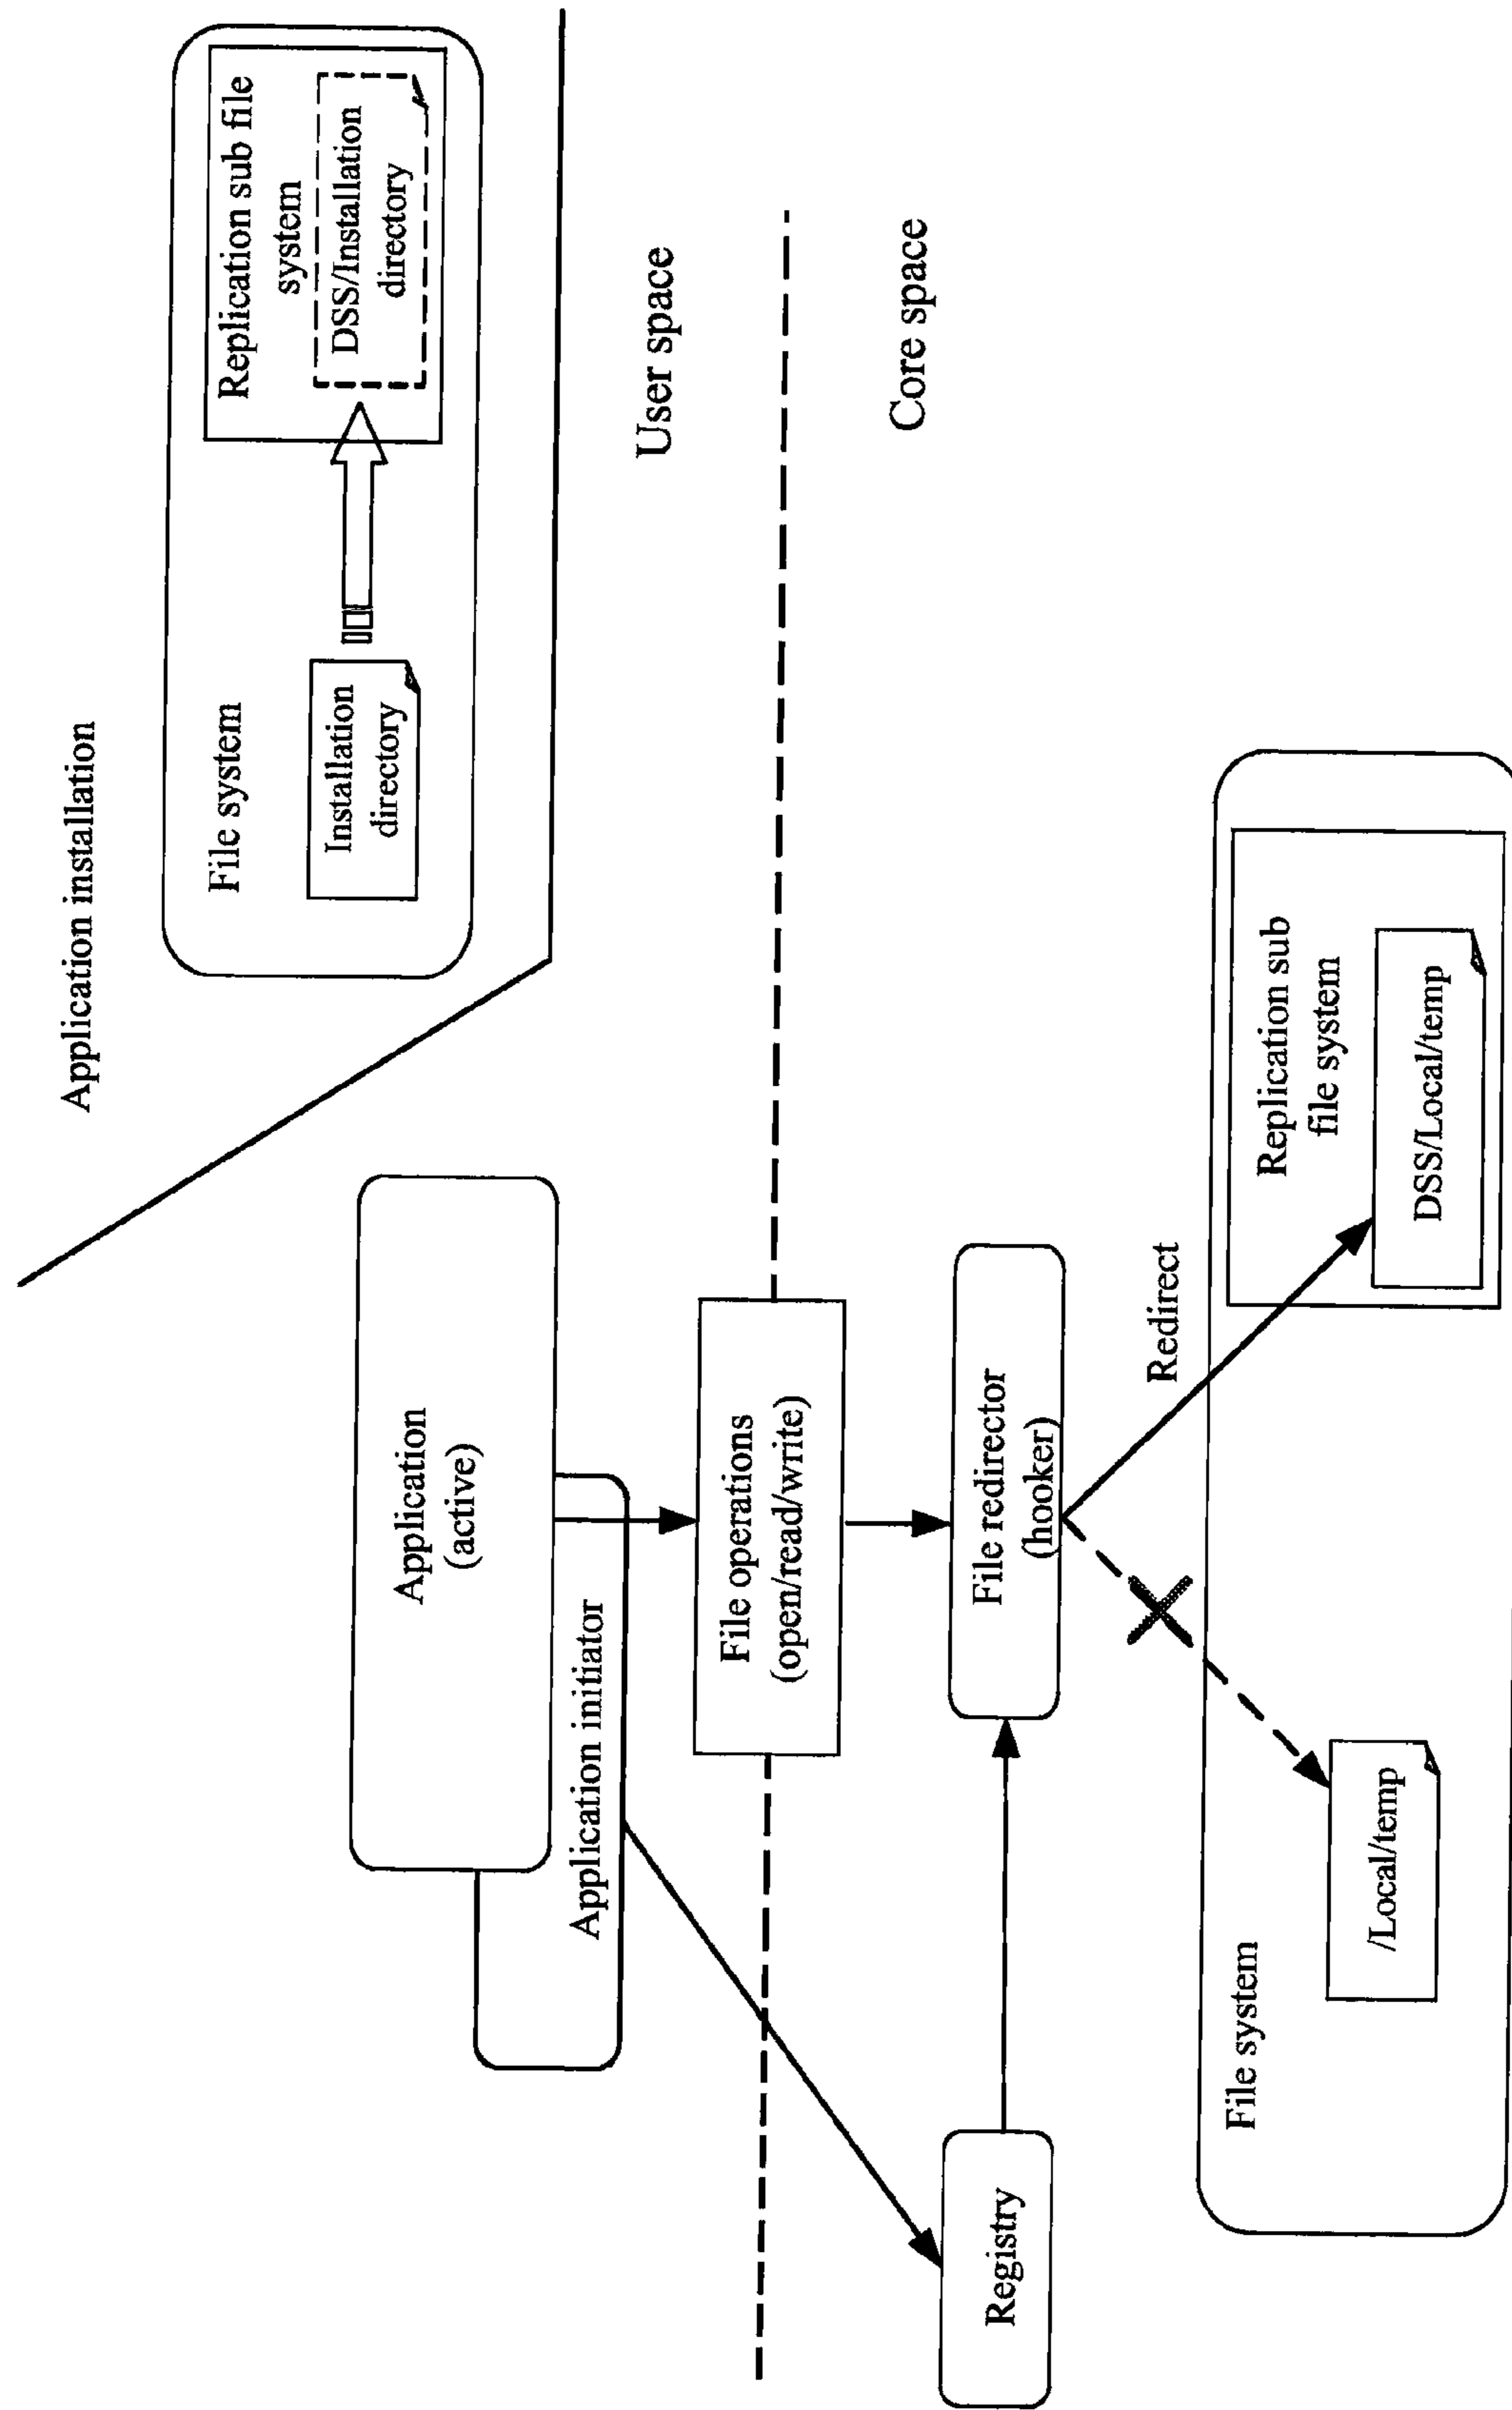 Application installation
File system
Installation
directory
Replication sub file
system
DSS/Installation
directory
Application
(active)
Application initiator
User space
File operations
(open/read/write)
Core space
Registry
File redirector
(hooker)
Redirect
File system
/Local/temp
Replication sub
file system
DSS/Local/temp